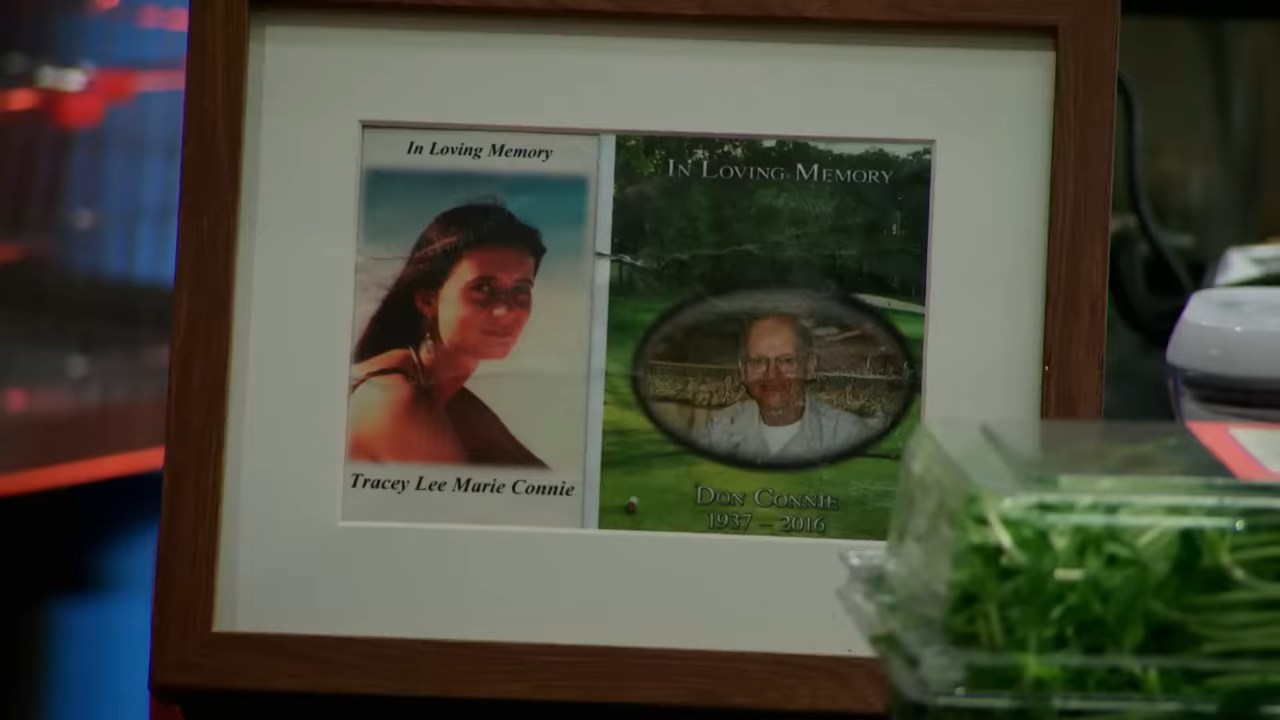 In Loving Memory
Tracey Lee Marie Connie
IN LOVING MEMORY
DON CONNIE
1937 – 2016